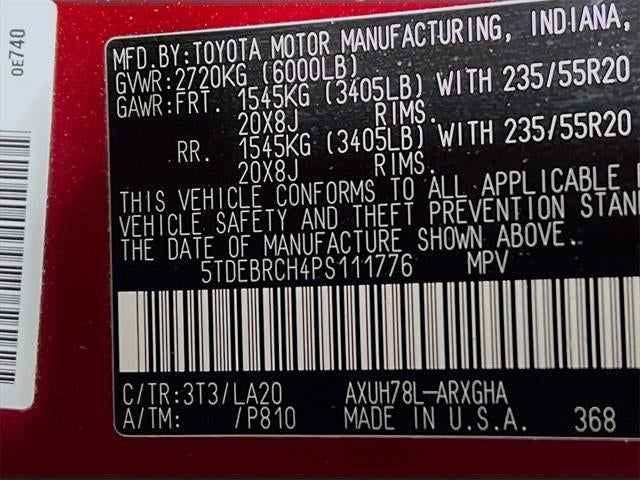 0E740
MFD.BY:TOYOTA MOTOR MANUFACTURING, INDIANA,
GVWR:2720KG (6000LB)
GAWR:FRT. 1545KG (3405LB) WITH 235/55R20
20X8J RIMS.
RR. 1545KG (3405LB) WITH 235/55R20
20X8J RIMS.
THIS VEHICLE CONFORMS TO ALL APPLICABLE
VEHICLE SAFETY AND THEFT PREVENTION STAN
THE DATE OF MANUFACTURE SHOWN ABOVE.
5TDEBRCH4PS111776 MPV
C/TR:3T3/LA20 AXUH78L-ARXGHA
A/TM: /P810 MADE IN U.S.A. 368